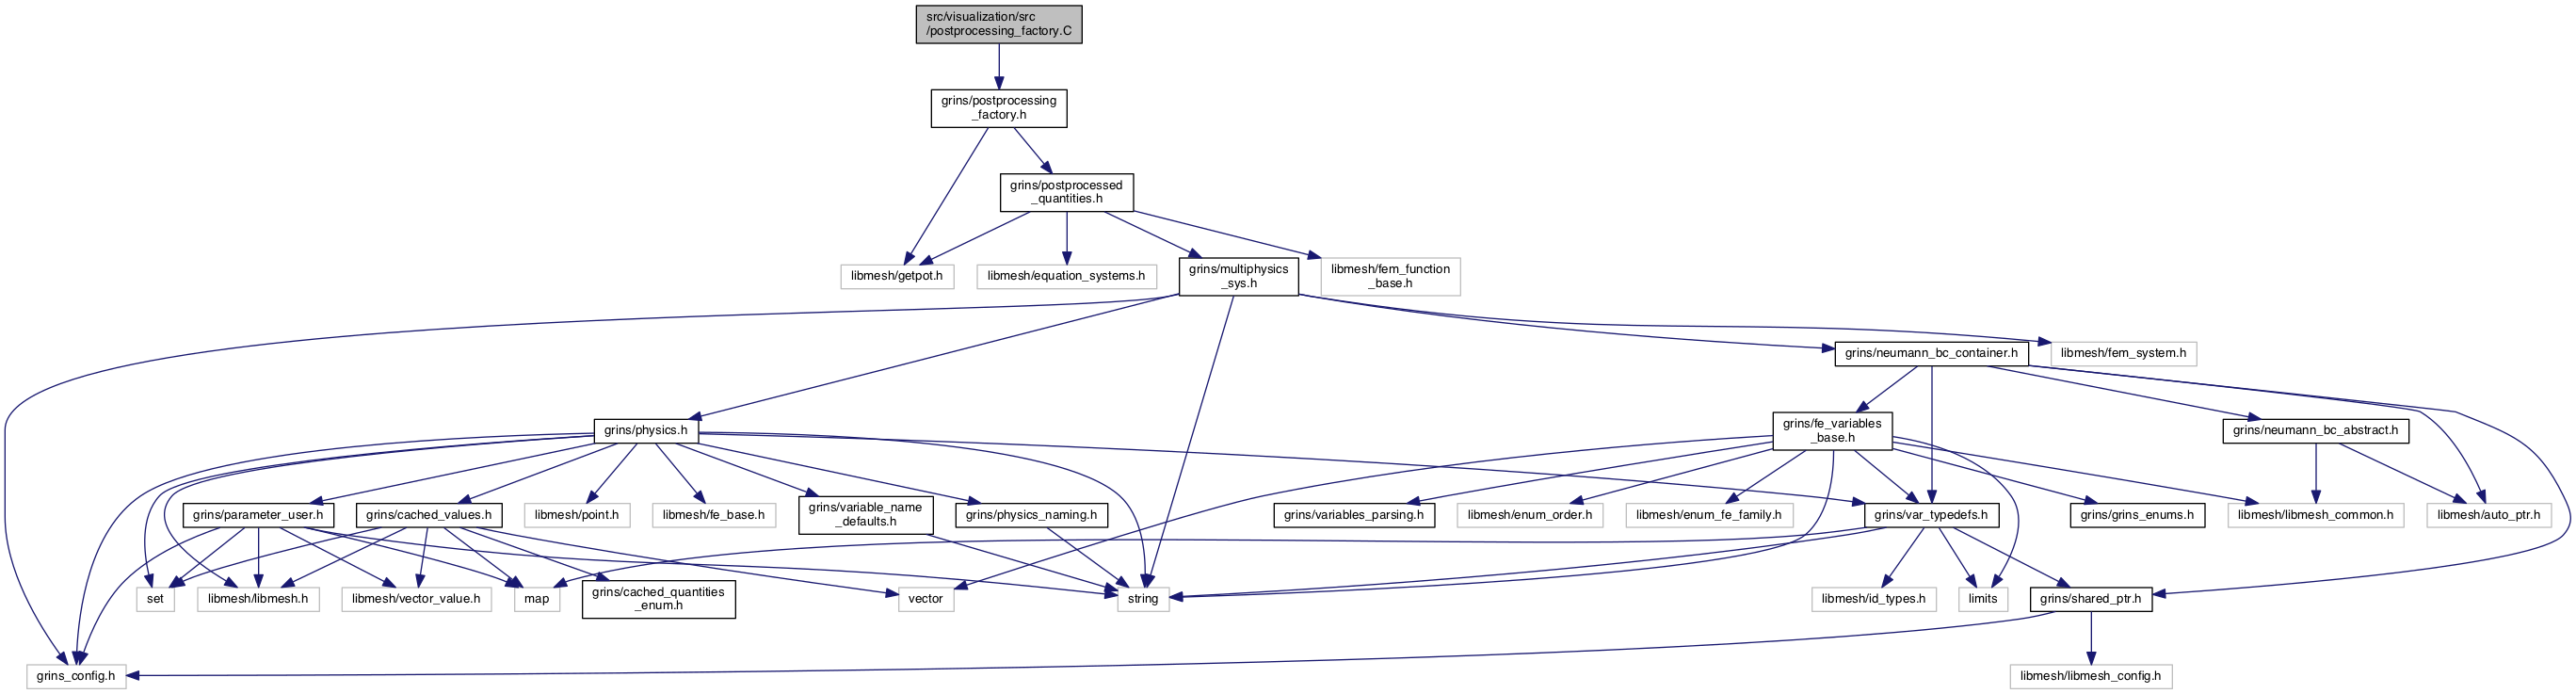 src/visualization/src
/postprocessing_factory.C
grins/postprocessing
_factory.h
grins/postprocessed
_quantities.h
libmesh/getpot.h
libmesh/equation_systems.h
grins/multiphysics
_sys.h
libmesh/fem_function
_base.h
grins/neumann_bc_container.h
libmesh/fem_system.h
grins/physics.h
grins/fe_variables
_base.h
grins/neumann_bc_abstract.h
grins/parameter_user.h
grins/cached_values.h
libmesh/point.h
libmesh/fe_base.h
grins/variable_name
_defaults.h
grins/physics_naming.h
grins/variables_parsing.h
libmesh/enum_order.h
libmesh/enum_fe_family.h
grins/var_typedefs.h
grins/grins_enums.h
libmesh/libmesh_common.h
libmesh/auto_ptr.h
set
libmesh/libmesh.h
libmesh/vector_value.h
map
grins/cached_quantities
_enum.h
vector
string
libmesh/id_types.h
limits
grins/shared_ptr.h
grins_config.h
libmesh/libmesh_config.h